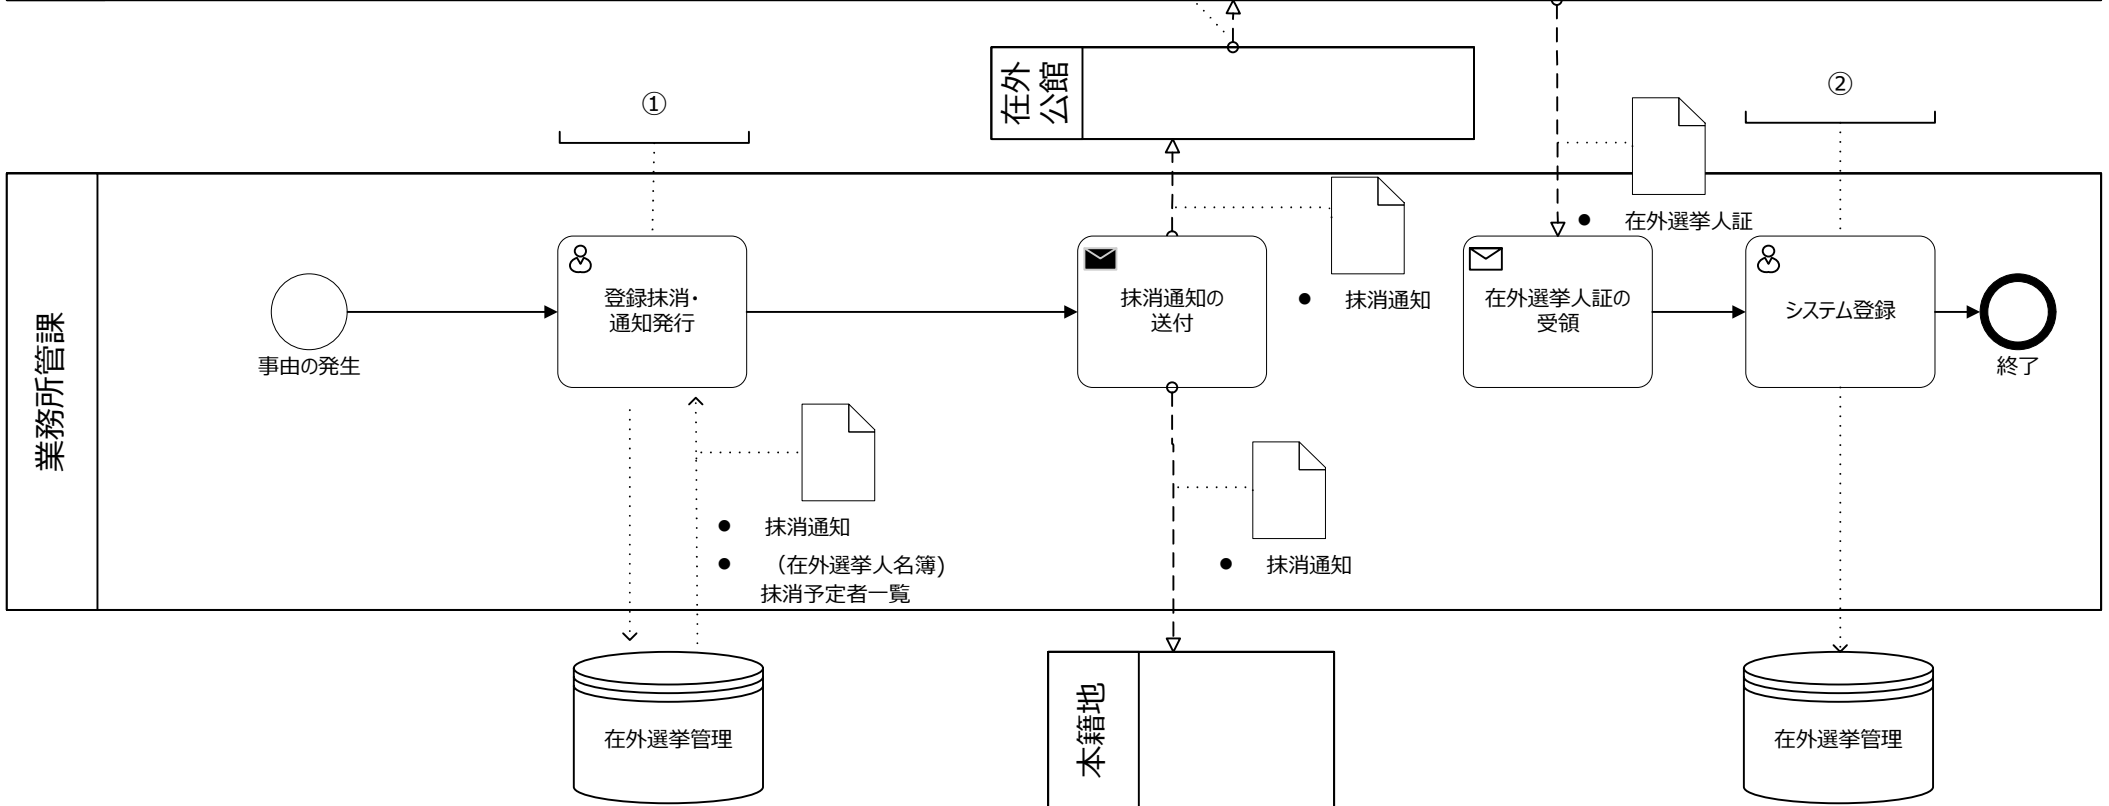 在外
公館
①
②
業務所管課
● 在外選挙人証
事由の発生
登録抹消・
通知発行
抹消通知の
送付
● 抹消通知
在外選挙人証の
受領
システム登録
終了
● 抹消通知
● （在外選挙人名簿)
抹消予定者一覧
● 抹消通知
在外選挙管理
本籍地
在外選挙管理